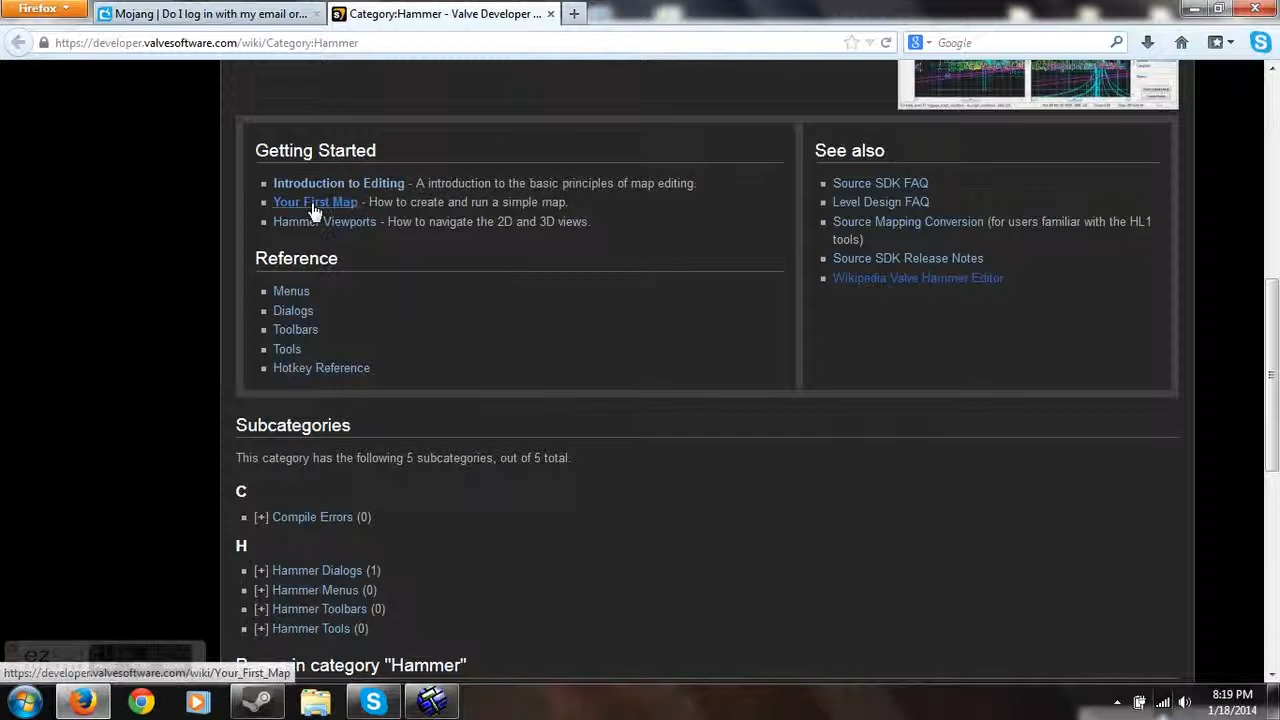 Firefox
Mojang | Do I log in with my email or...
Category:Hammer - Valve Developer ...
https://developer.valvesoftware.com/wiki/Category:Hammer
Google
Getting Started
Introduction to Editing - A introduction to the basic principles of map editing.
Your First Map - How to create and run a simple map.
Hammer Viewports - How to navigate the 2D and 3D views.
Reference
Menus
Dialogs
Toolbars
Tools
Hotkey Reference
See also
Source SDK FAQ
Level Design FAQ
Source Mapping Conversion (for users familiar with the HL1
tools)
Source SDK Release Notes
Wikipedia Valve Hammer Editor
Subcategories
This category has the following 5 subcategories, out of 5 total.
C
[+] Compile Errors (0)
H
[+] Hammer Dialogs (1)
[+] Hammer Menus (0)
[+] Hammer Toolbars (0)
[+] Hammer Tools (0)
in category "Hammer"
ez
https://developer.valvesoftware.com/wiki/Your_First_Map
8:19 PM
1/18/2014